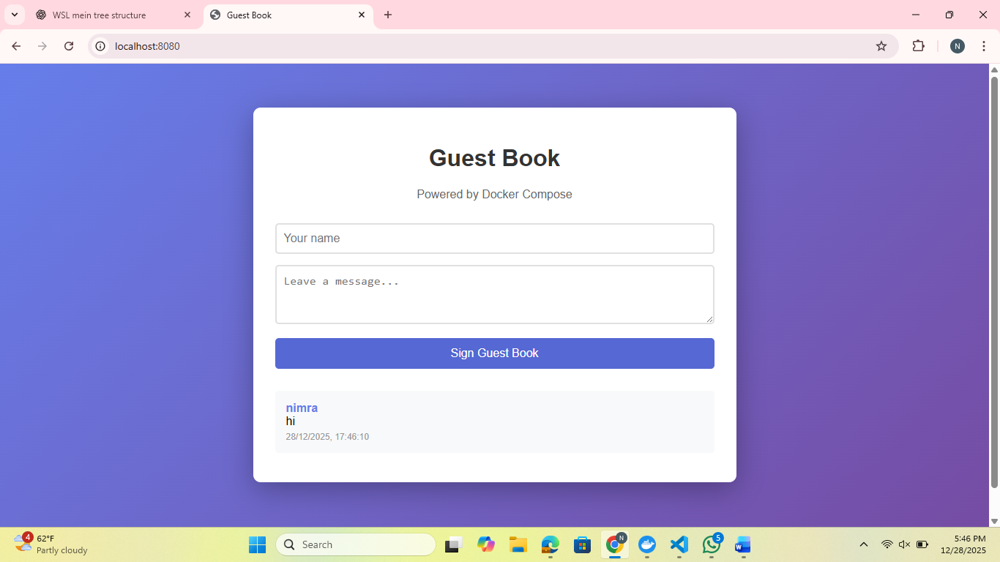 WSL mein tree structure
Guest Book
localhost:8080
N
Guest Book
Powered by Docker Compose
Your name
Leave a message...
Sign Guest Book
nimra
hi
28/12/2025, 17:46:10
4
62°F
Partly cloudy
Search
N
5
W
5:46 PM
12/28/2025